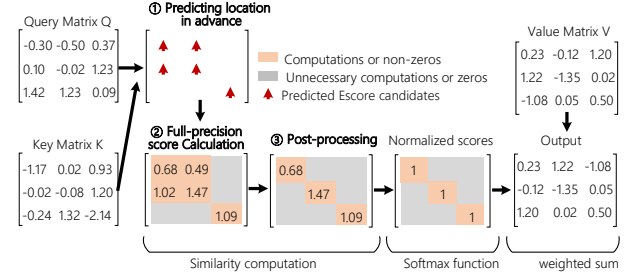 ① Predicting location
in advance
Query Matrix Q
-0.30 -0.50 0.37
0.10 -0.02 1.23
1.42 1.23 0.09
Computations or non-zeros
Unnecessary computations or zeros
Predicted Escore candidates
Value Matrix V
0.23 -0.12 1.20
1.22 -1.35 0.02
-1.08 0.05 0.50
Key Matrix K
-1.17 0.02 0.93
-0.02 -0.08 1.20
-0.24 1.32 -2.14
② Full-precision
score Calculation
0.68 0.49
1.02 1.47
1.09
③ Post-processing
0.68
1.47
1.09
Normalized scores
1
1
1
Output
0.23 1.22 -1.08
-0.12 -1.35 0.05
1.20 0.02 0.50
Similarity computation
Softmax function
weighted sum